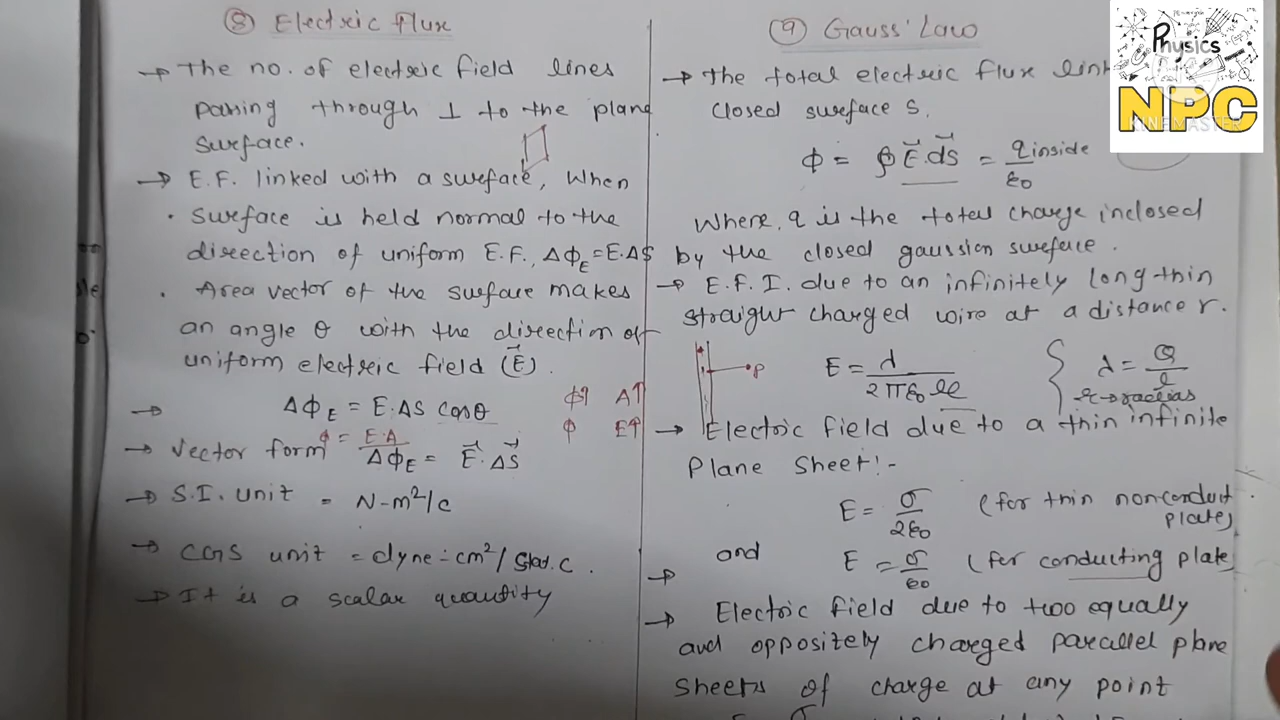 ⑧ Electric Flux
→ The no. of electric field lines
passing through ⊥ to the plane
surface.
→ E.F. linked with a surface, When
• Surface is held normal to the
direction of uniform E.F., ΔΦE = E.ΔS
• Area vector of the surface makes
an angle θ with the direction of
uniform electric field (E⃗).
→ ΔΦE = E.ΔS cosθ
Φ↑ A↑
Φ E↑
→ Vector form ΔΦE = E⃗.ΔS⃗
Φ = E.A
→ S.I. unit = N-m²/C
→ CGS unit = dyne-cm²/stat.C.
→ It is a scalar quantity
⑨ Gauss' Law
→ The total electric flux link
closed surface S,
Φ = ∮E⃗.ds⃗ = q inside / ε0
Where, q is the total charge inclosed
by the closed gaussion surface.
→ E.F.I. due to an infinitely long thin
straight charged wire at a distance r.
P
E = λ / 2πε0 r
{ λ = Q / l
r → radius
→ Electric field due to a thin infinite
Plane Sheet:-
E = σ / 2ε0 (for thin nonconduct
plate)
and E = σ / ε0 (for conducting plate)
→
→ Electric field due to two equally
and oppositely charged parallel plane
sheets of charge at any point
Physics
NPC
KINEMASTER